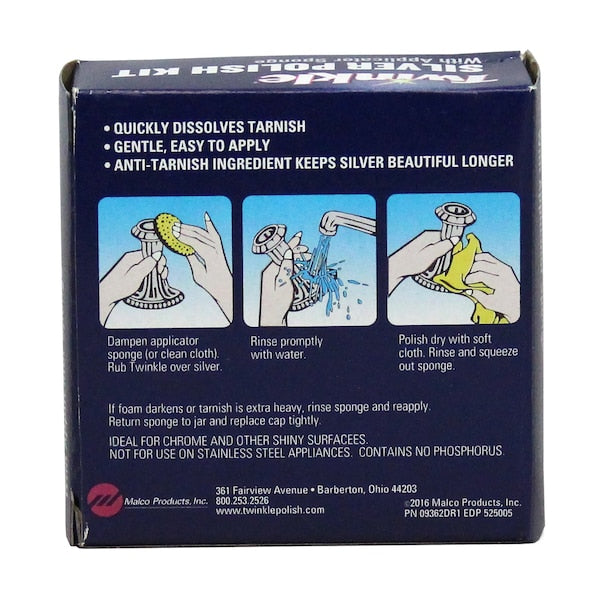 Twinkle
SILVER POLISH KIT
With Applicator Sponge
• QUICKLY DISSOLVES TARNISH
• GENTLE, EASY TO APPLY
• ANTI-TARNISH INGREDIENT KEEPS SILVER BEAUTIFUL LONGER
Dampen applicator
sponge (or clean cloth).
Rub Twinkle over silver.
Rinse promptly
with water.
Polish dry with soft
cloth. Rinse and squeeze
out sponge.
If foam darkens or tarnish is extra heavy, rinse sponge and reapply.
Return sponge to jar and replace cap tightly.
IDEAL FOR CHROME AND OTHER SHINY SURFACEES.
NOT FOR USE ON STAINLESS STEEL APPLIANCES. CONTAINS NO PHOSPHORUS.
Malco Products, Inc.
361 Fairview Avenue • Barberton, Ohio 44203
800.253.2526
www.twinklepolish.com
©2016 Malco Products, Inc.
PN 09362DR1 EDP 525005